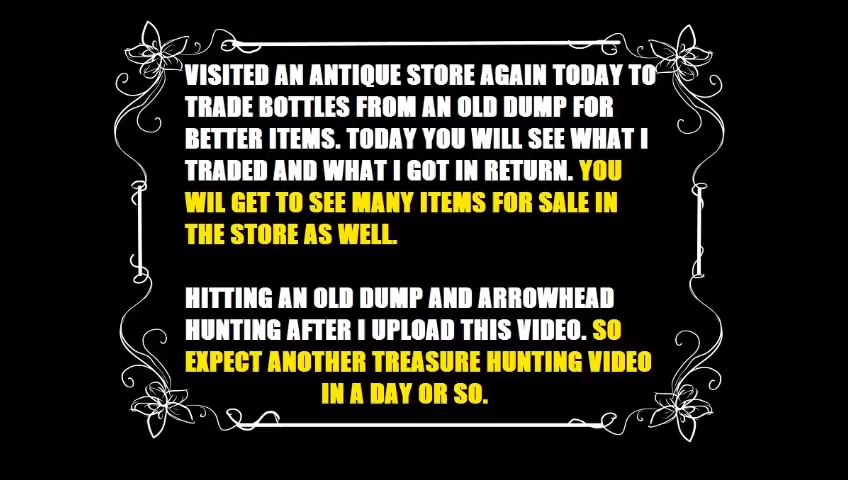 VISITED AN ANTIQUE STORE AGAIN TODAY TO
TRADE BOTTLES FROM AN OLD DUMP FOR
BETTER ITEMS. TODAY YOU WILL SEE WHAT I
TRADED AND WHAT I GOT IN RETURN. YOU
WIL GET TO SEE MANY ITEMS FOR SALE IN
THE STORE AS WELL.
HITTING AN OLD DUMP AND ARROWHEAD
HUNTING AFTER I UPLOAD THIS VIDEO. SO
EXPECT ANOTHER TREASURE HUNTING VIDEO
IN A DAY OR SO.